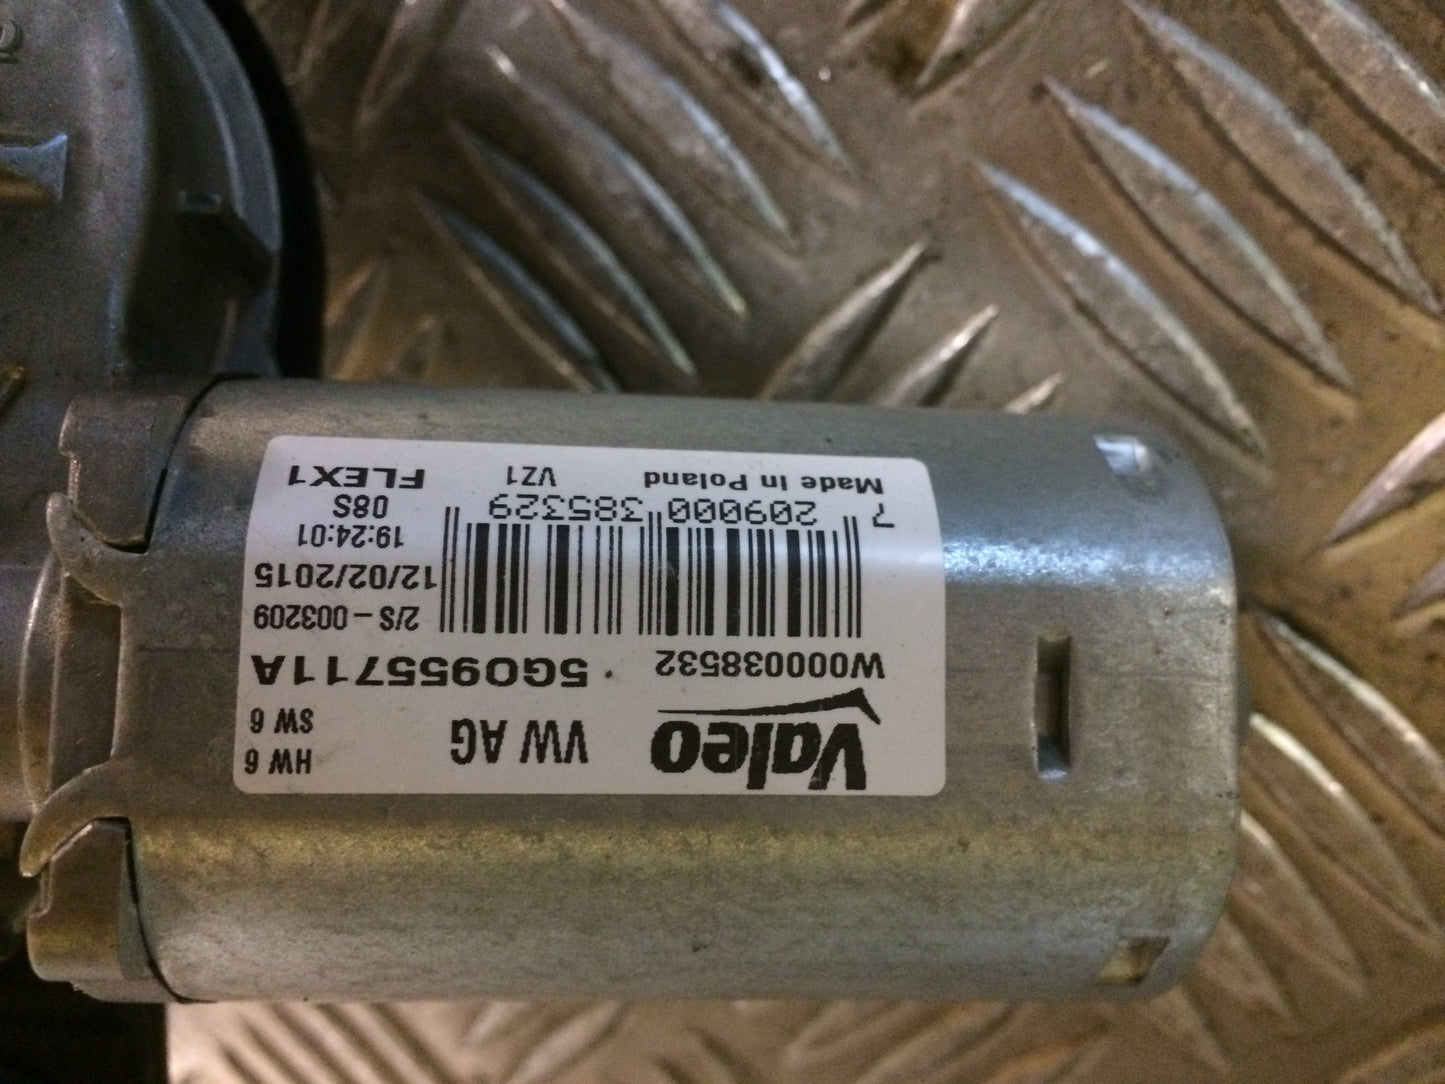 Valeo VW AG HW 6
SW 6
W000038532 . 5G0955711A
2/S - 003209
12/02/2015
19:24:01
7 209000 385329 08S
Made in Poland VZ1 FLEX1